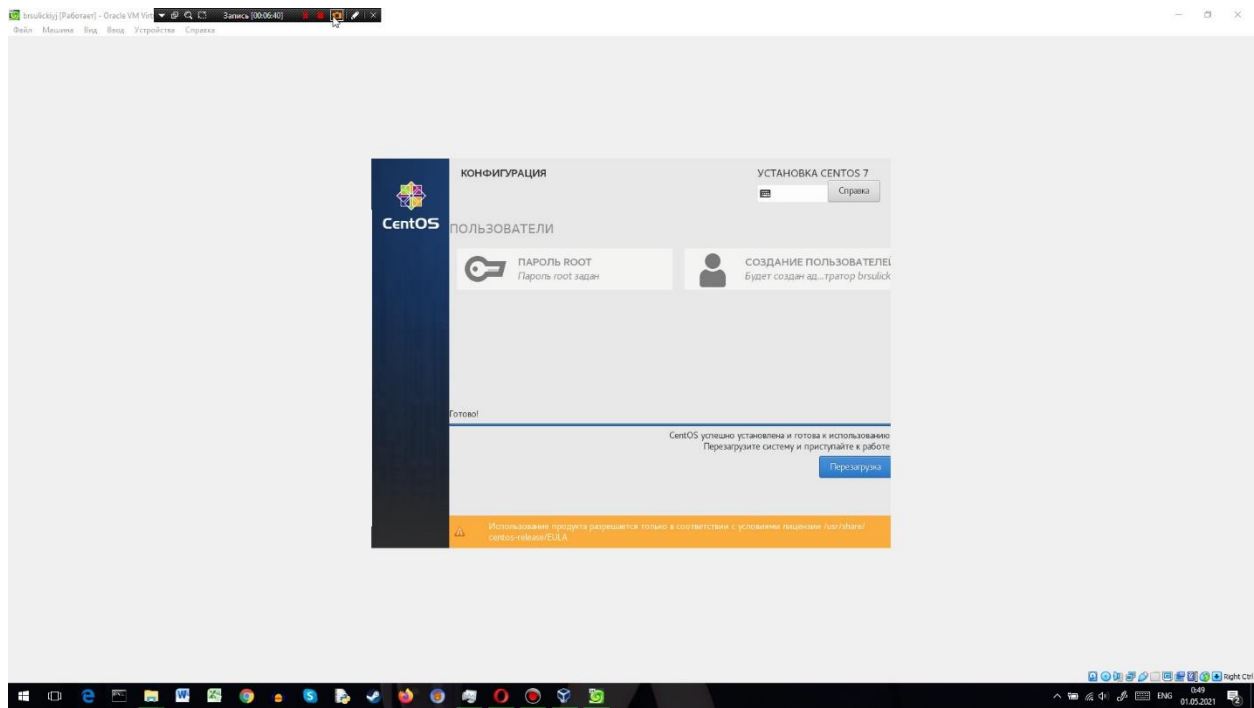 brsulickiyj [Работает] - Oracle VM Virt
Запись [00:06:40]
Файл Машина Вид Ввод Устройства Справка
КОНФИГУРАЦИЯ
УСТАНОВКА CENTOS 7
Справка
CentOS
ПОЛЬЗОВАТЕЛИ
ПАРОЛЬ ROOT
Пароль root задан
СОЗДАНИЕ ПОЛЬЗОВАТЕЛЕЙ
Будет создан ад...тратор brsulick
Готово!
CentOS успешно установлена и готова к использованию
Перезагрузите систему и приступайте к работе
Перезагрузка
Использование продукта разрешается только в соответствии с условиями лицензии /usr/share/
centos-release/EULA
Right Ctrl
ENG
0:49
01.05.2021